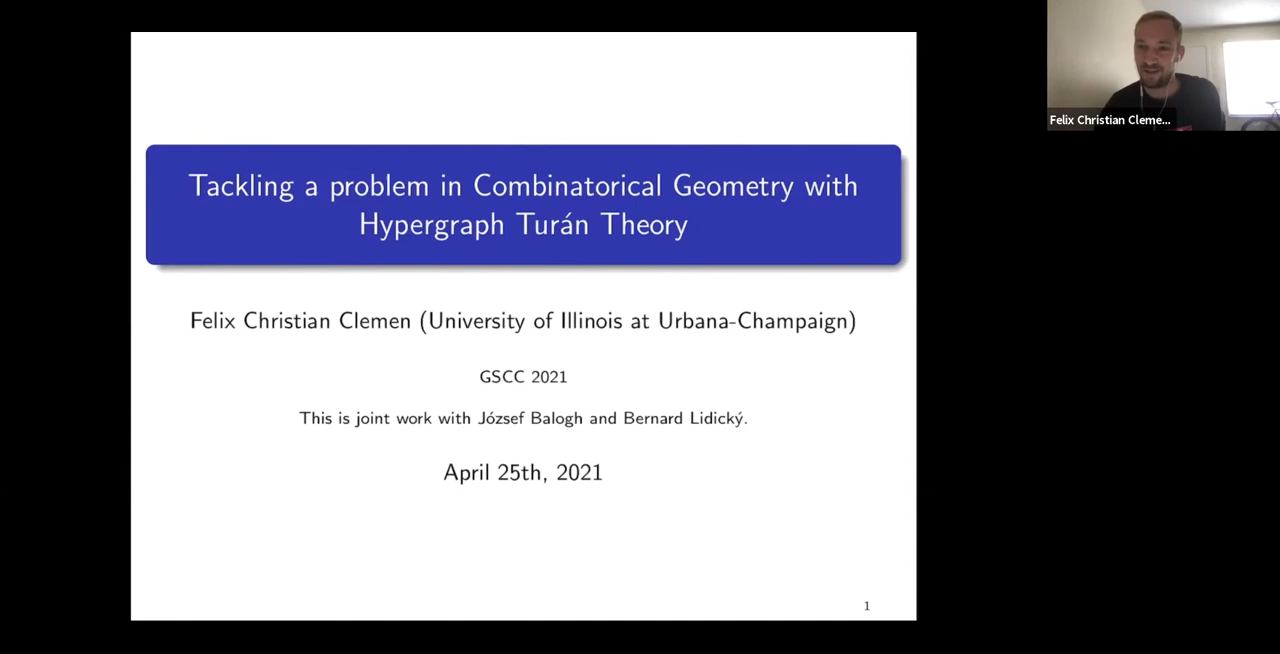 Tackling a problem in Combinatorical Geometry with
Hypergraph Turán Theory
Felix Christian Clemen (University of Illinois at Urbana-Champaign)
GSCC 2021
This is joint work with József Balogh and Bernard Lidický.
April 25th, 2021
1
Felix Christian Cleme...